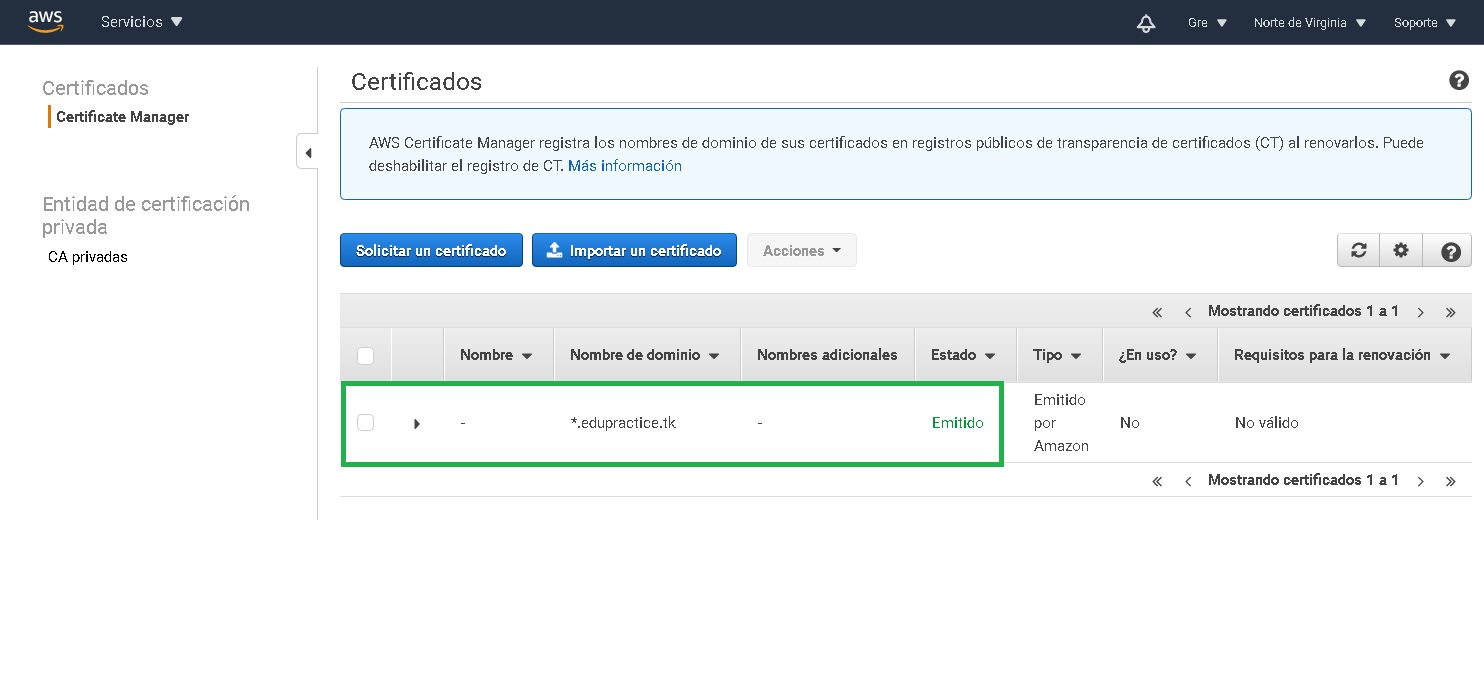 aws Servicios Gre Norte de Virginia Soporte
Certificados
Certificate Manager
Entidad de certificación
privada
CA privadas
Certificados
AWS Certificate Manager registra los nombres de dominio de sus certificados en registros públicos de transparencia de certificados (CT) al renovarlos. Puede
deshabilitar el registro de CT. Más información
Solicitar un certificado Importar un certificado Acciones
« ‹ Mostrando certificados 1 a 1 › »
Nombre Nombre de dominio Nombres adicionales Estado Tipo ¿En uso? Requisitos para la renovación
- *.edupractice.tk - Emitido Emitido por Amazon No No válido
« ‹ Mostrando certificados 1 a 1 › »